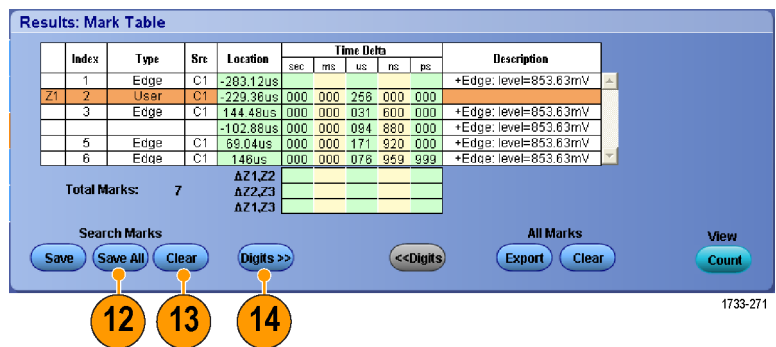 Results: Mark Table
Index Type Src Location Time Delta Description
sec ms us ns ps
1 Edge C1 -283.12us +Edge: level=853.63mV
Z1 2 User C1 -229.36us 000 000 256 000 000
3 Edge C1 144.48us 000 000 031 600 000 +Edge: level=853.63mV
-102.88us 000 000 094 880 000 +Edge: level=853.63mV
5 Edge C1 69.04us 000 000 171 920 000 +Edge: level=853.63mV
6 Edge C1 146us 000 000 076 959 999 +Edge: level=853.63mV
Total Marks: 7
ΔZ1,Z2
ΔZ2,Z3
ΔZ1,Z3
Search Marks
All Marks
View
Save Save All Clear Digits >> <<Digits Export Clear Count
12 13 14
1733-271